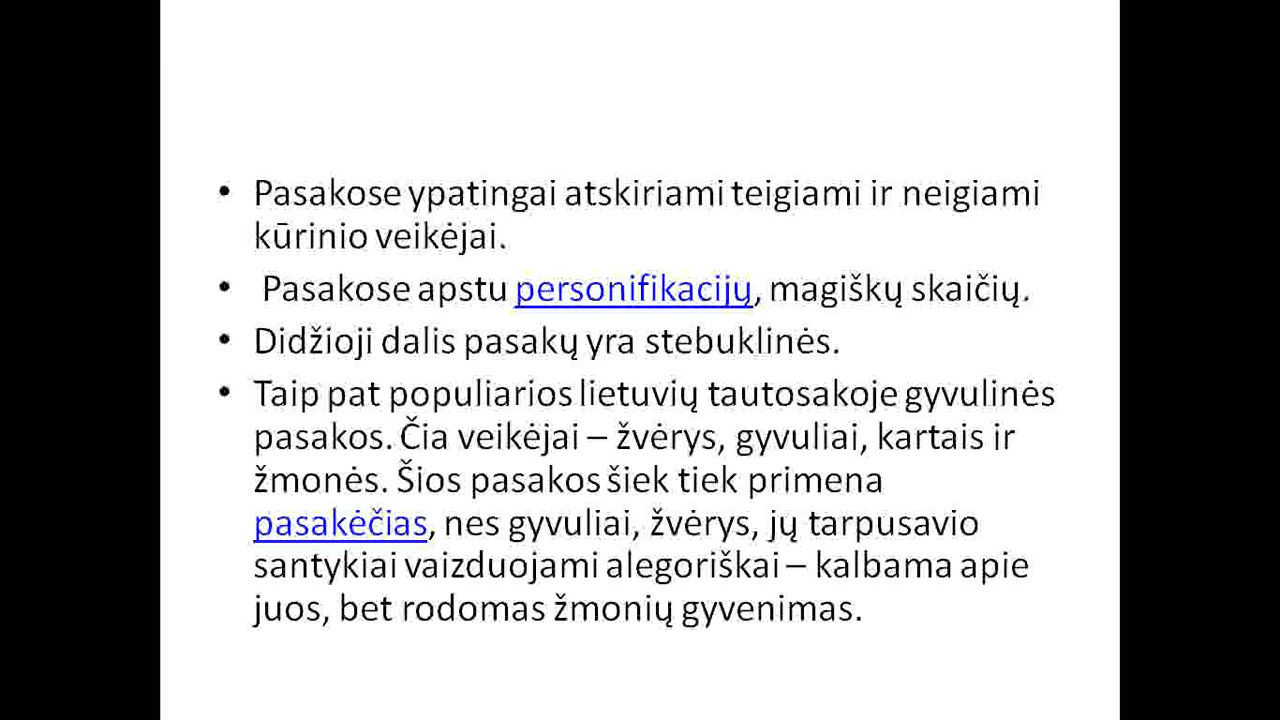 • Pasakose ypatingai atskiriami teigiami ir neigiami
kūrinio veikėjai.
• Pasakose apstu personifikacijų, magiškų skaičių.
• Didžioji dalis pasakų yra stebuklinės.
• Taip pat populiarios lietuvių tautosakoje gyvulinės
pasakos. Čia veikėjai – žvėrys, gyvuliai, kartais ir
žmonės. Šios pasakos šiek tiek primena
pasakėčias, nes gyvuliai, žvėrys, jų tarpusavio
santykiai vaizduojami alegoriškai – kalbama apie
juos, bet rodomas žmonių gyvenimas.